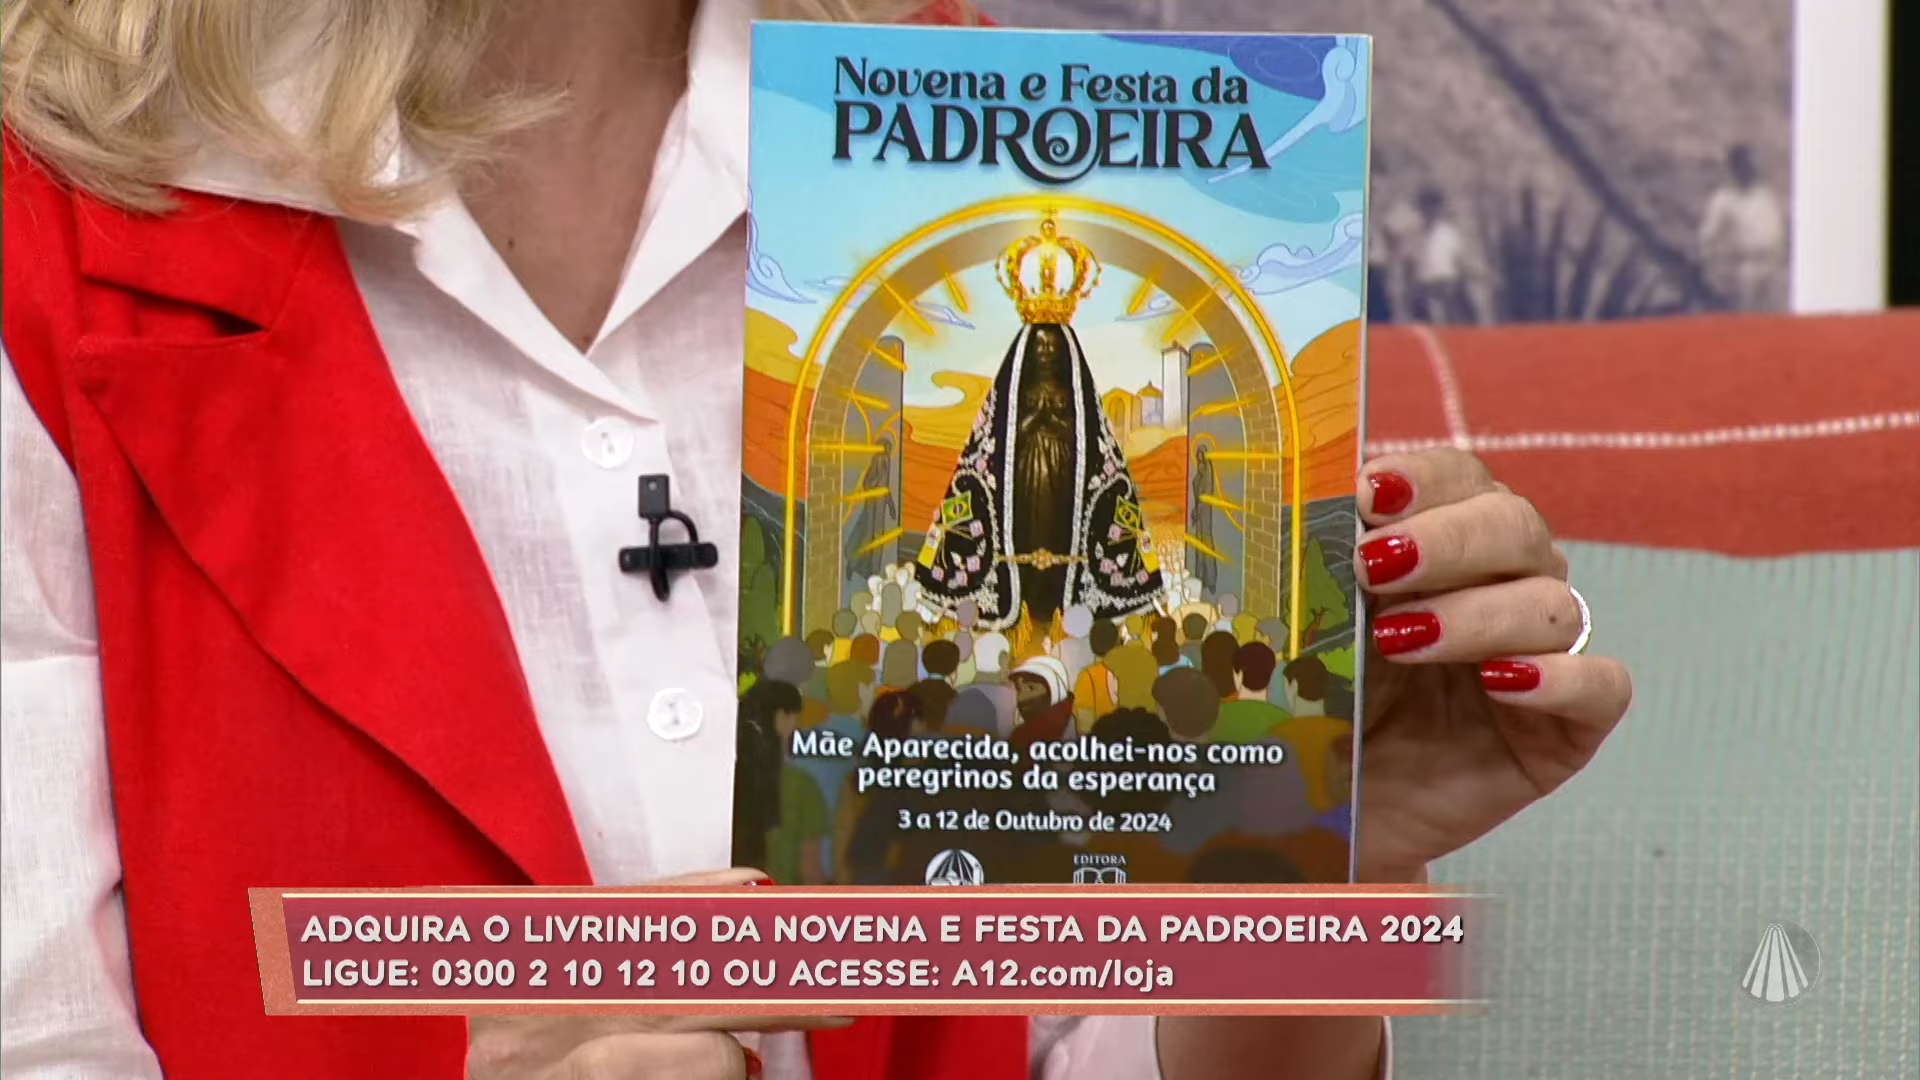 Novena e Festa da
PADROEIRA
Mãe Aparecida, acolhei-nos como
peregrinos da esperança
3 a 12 de Outubro de 2024
EDITORA
ADQUIRA O LIVRINHO DA NOVENA E FESTA DA PADROEIRA 2024
LIGUE: 0300 2 10 12 10 OU ACESSE: A12.com/loja